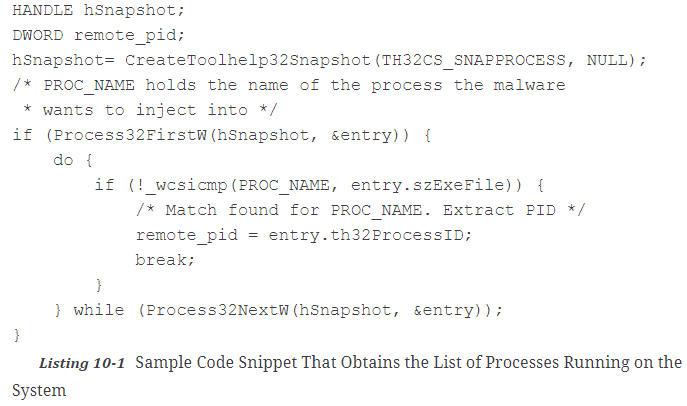 HANDLE hSnapshot;
DWORD remote_pid;
hSnapshot= CreateToolhelp32Snapshot(TH32CS_SNAPPROCESS, NULL);
/* PROC_NAME holds the name of the process the malware
 * wants to inject into */
if (Process32FirstW(hSnapshot, &entry)) {
    do {
        if (!_wcsicmp(PROC_NAME, entry.szExeFile)) {
            /* Match found for PROC_NAME. Extract PID */
            remote_pid = entry.th32ProcessID;
            break;
        }
    } while (Process32NextW(hSnapshot, &entry));
}
Listing 10-1 Sample Code Snippet That Obtains the List of Processes Running on the
System